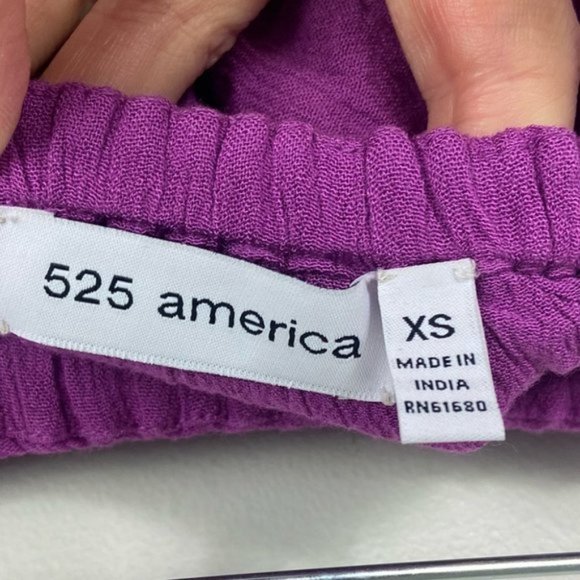 525 america
XS
MADE IN
INDIA
RN61680